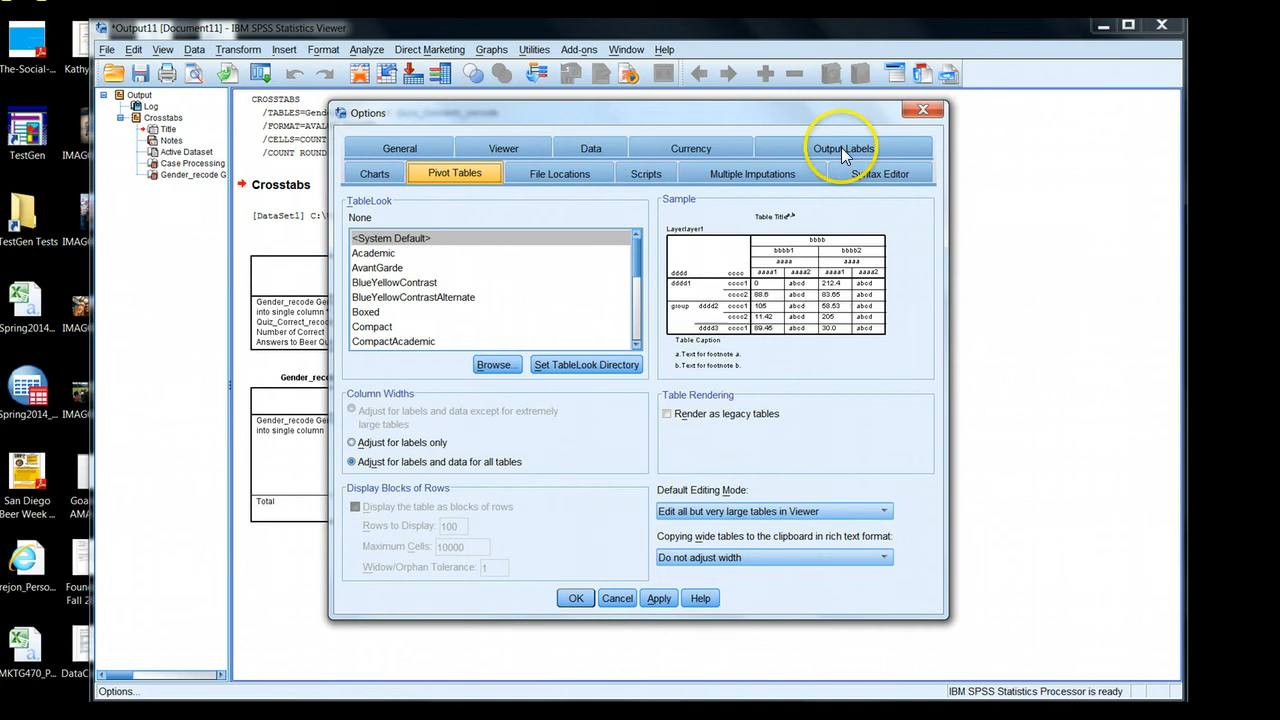 *Output11 [Document11] - IBM SPSS Statistics Viewer
File Edit View Data Transform Insert Format Analyze Direct Marketing Graphs Utilities Add-ons Window Help
Output
Log
Crosstabs
Title
Notes
Active Dataset
Case Processing
Gender_recode G
CROSSTABS
/TABLES=Gend
/FORMAT=AVAL
/CELLS=COUNT
/COUNT ROUND
Crosstabs
[DataSet1] C:\
Gender_recode Ge
into single column *
Quiz_Correct_reco
Number of Correct
Answers to Beer Qu
Gender_reco
Gender_recode Ge
into single column
Total
Options
General Viewer Data Currency Output Labels
Charts Pivot Tables File Locations Scripts Multiple Imputations Syntax Editor
TableLook
None
<System Default>
Academic
AvantGarde
BlueYellowContrast
BlueYellowContrastAlternate
Boxed
Compact
CompactAcademic
Browse... Set TableLook Directory
Column Widths
Adjust for labels and data except for extremely
large tables
Adjust for labels only
Adjust for labels and data for all tables
Display Blocks of Rows
Display the table as blocks of rows
Rows to Display: 100
Maximum Cells: 10000
Widow/Orphan Tolerance: 1
Sample
Table Title a,b
Layerlayer1
bbbb
bbbb1 bbbb2
aaaa aaaa
dddd cccc aaaa1 aaaa2 aaaa1 aaaa2
dddd1 cccc1 0 abcd 212.4 abcd
cccc2 88.6 abcd 83.65 abcd
group dddd2 cccc1 105 abcd 58.53 abcd
cccc2 11.42 abcd 205 abcd
dddd3 cccc1 89.46 abcd 30.0 abcd
Table Caption
a.Text for footnote a.
b.Text for footnote b.
Table Rendering
Render as legacy tables
Default Editing Mode:
Edit all but very large tables in Viewer
Copying wide tables to the clipboard in rich text format:
Do not adjust width
OK Cancel Apply Help
Options...
IBM SPSS Statistics Processor is ready
The-Social-... Kathy
TestGen IMAG
TestGen Tests IMAG
Spring2014... IMAG
Spring2014_... IMAG
San Diego
Beer Week ...
Goa
AMA
rejon_Perso... Foun
Fall 2
MKTG470_P... DataC